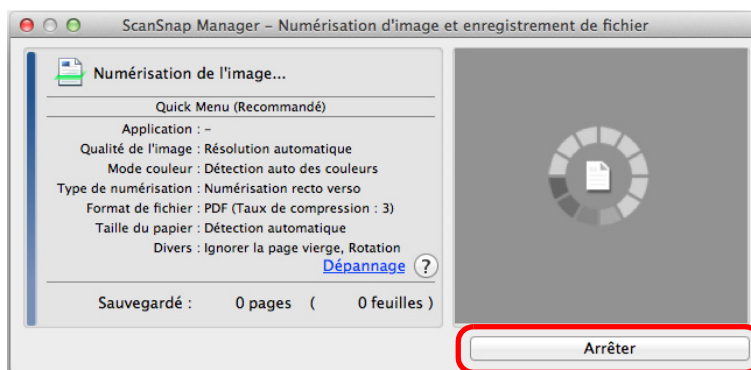 ScanSnap Manager – Numérisation d'image et enregistrement de fichier
Numérisation de l'image...
Quick Menu (Recommandé)
Application : –
Qualité de l'image : Résolution automatique
Mode couleur : Détection auto des couleurs
Type de numérisation : Numérisation recto verso
Format de fichier : PDF (Taux de compression : 3)
Taille du papier : Détection automatique
Divers : Ignorer la page vierge, Rotation
Dépannage ?
Sauvegardé : 0 pages ( 0 feuilles )
Arrêter